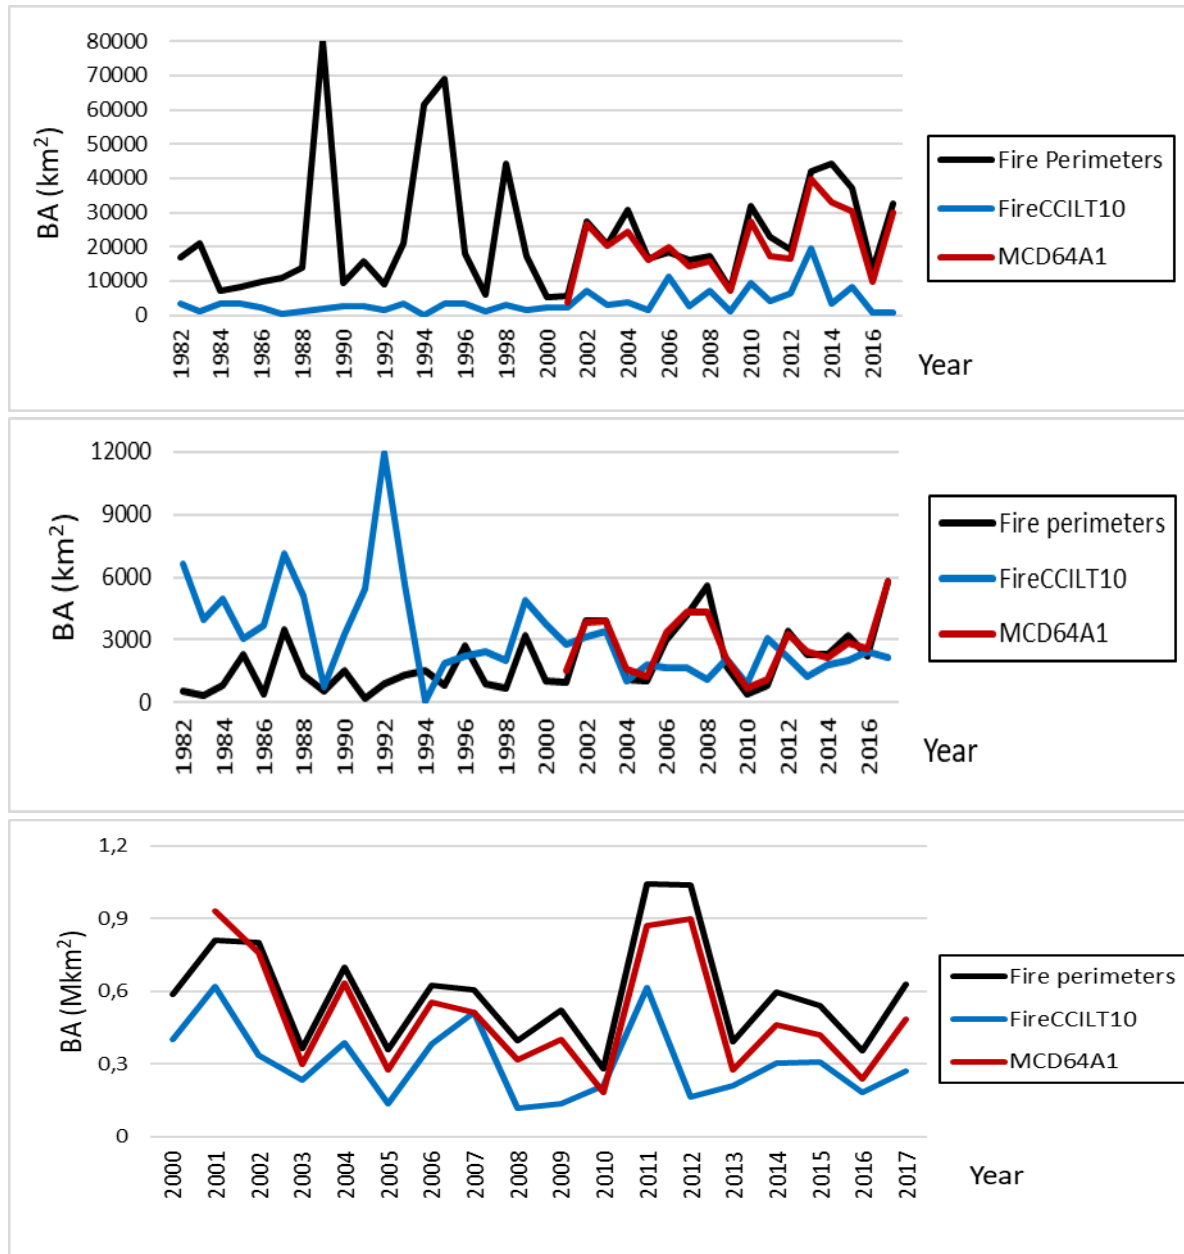 80000
70000
60000
50000
40000
30000
20000
10000
0
BA (km²)
1982 1984 1986 1988 1990 1992 1994 1996 1998 2000 2002 2004 2006 2008 2010 2012 2014 2016
Year
Fire Perimeters
FireCCILT10
MCD64A1
12000
9000
6000
3000
0
BA (km²)
1982 1984 1986 1988 1990 1992 1994 1996 1998 2000 2002 2004 2006 2008 2010 2012 2014 2016
Year
Fire perimeters
FireCCILT10
MCD64A1
1,2
0,9
0,6
0,3
0
BA (Mkm²)
2000 2001 2002 2003 2004 2005 2006 2007 2008 2009 2010 2011 2012 2013 2014 2015 2016 2017
Year
Fire perimeters
FireCCILT10
MCD64A1